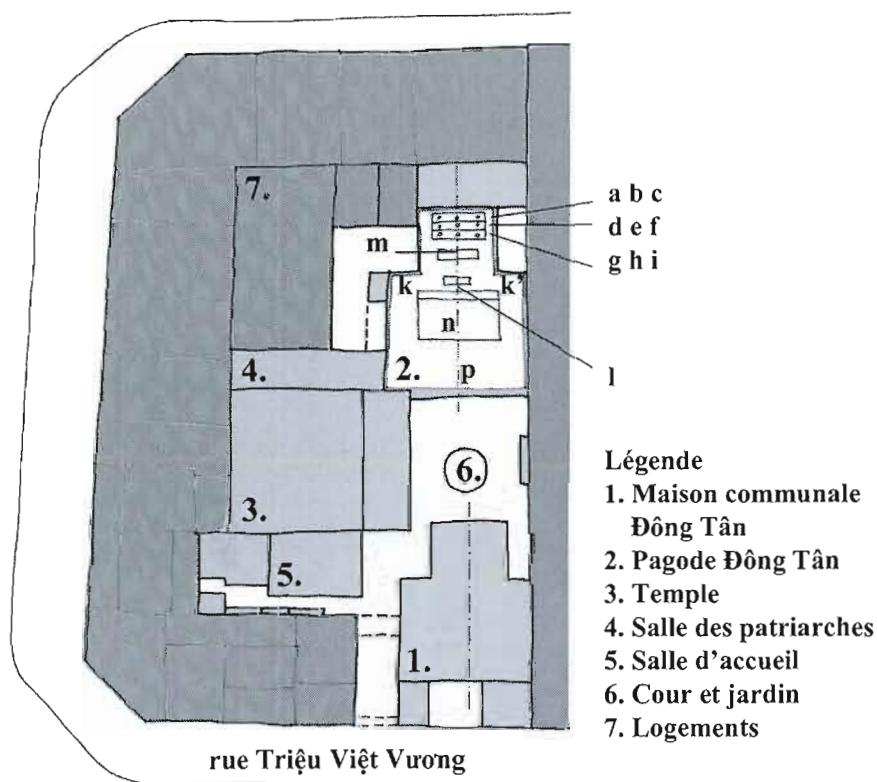 7.
a b c
d e f
g h i
m
k
k’
n
l
4.
2.
p
6.
3.
5.
1.
Légende
1. Maison communale
Đông Tân
2. Pagode Đông Tân
3. Temple
4. Salle des patriarches
5. Salle d’accueil
6. Cour et jardin
7. Logements
rue Triệu Việt Vương